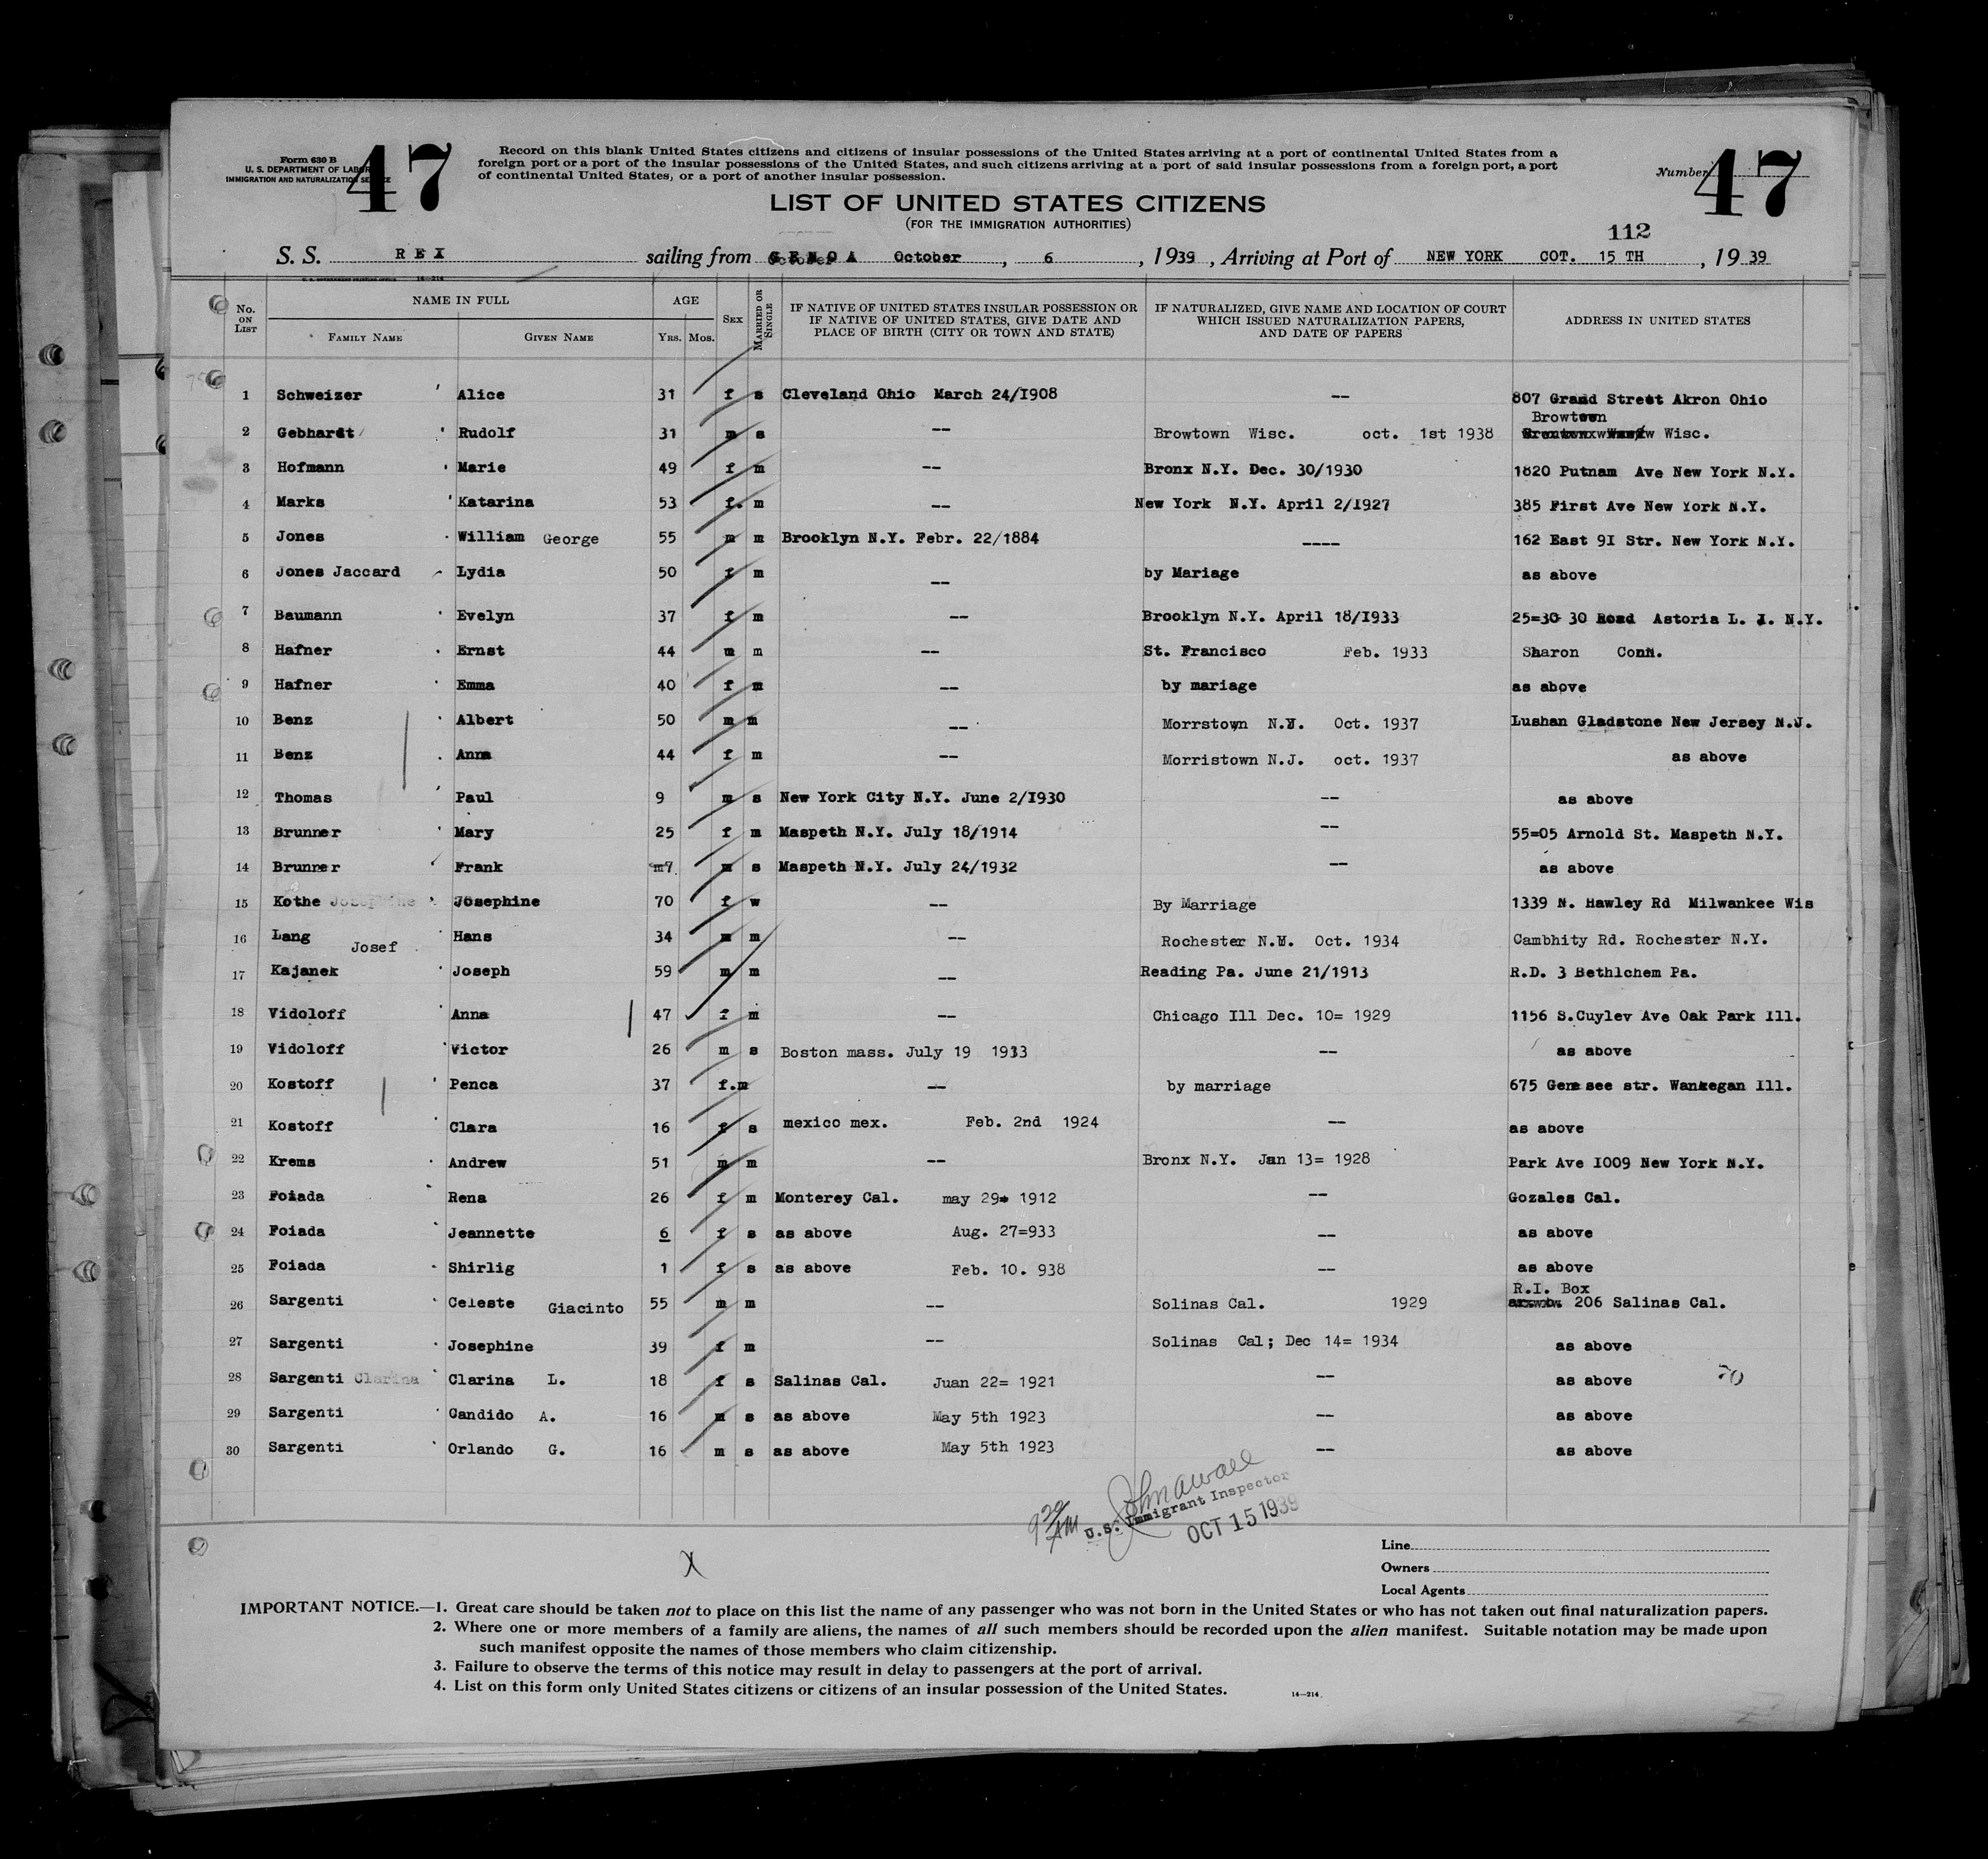 Form 630 B
U. S. DEPARTMENT OF LABOR
IMMIGRATION AND NATURALIZATION SERVICE
47
Record on this blank United States citizens and citizens of insular possessions of the United States arriving at a port of continental United States from a
foreign port or a port of the insular possessions of the United States, and such citizens arriving at a port of said insular possessions from a foreign port, a port
of continental United States, or a port of another insular possession.
Number 47
LIST OF UNITED STATES CITIZENS
(FOR THE IMMIGRATION AUTHORITIES)
112
S. S. REX sailing from GENOA October, 6, 1939, Arriving at Port of NEW YORK COT. 15 TH, 1939
No. ON LIST NAME IN FULL AGE SEX MARRIED OR SINGLE IF NATIVE OF UNITED STATES INSULAR POSSESSION OR IF NATIVE OF UNITED STATES, GIVE DATE AND PLACE OF BIRTH (CITY OR TOWN AND STATE) IF NATURALIZED, GIVE NAME AND LOCATION OF COURT WHICH ISSUED NATURALIZATION PAPERS, AND DATE OF PAPERS ADDRESS IN UNITED STATES
FAMILY NAME GIVEN NAME YRS. MOS.
1 Schweizer Alice 31 f s Cleveland Ohio March 24/1908 -- 807 Grand Street Akron Ohio
Browtown
2 Gebhardt Rudolf 31 m s -- Browtown Wisc. oct. 1st 1938 Wisc.
3 Hofmann Marie 49 f m -- Bronx N.Y. Dec. 30/1930 1820 Putnam Ave New York N.Y.
4 Marks Katarina 53 f. m -- New York N.Y. April 2/1927 385 First Ave New York N.Y.
5 Jones William George 55 m m Brooklyn N.Y. Febr. 22/1884 ---- 162 East 9I Str. New York N.Y.
6 Jones Jaccard Lydia 50 f m -- by Mariage as above
7 Baumann Evelyn 37 f m -- Brooklyn N.Y. April 18/1933 25=30 30 Road Astoria L. I. N.Y.
8 Hafner Ernst 44 m m -- St. Francisco Feb. 1933 Sharon Conn.
9 Hafner Emma 40 f m -- by mariage as above
10 Benz Albert 50 m m -- Morrstown N.J. Oct. 1937 Lushan Gladstone New Jersey N.J.
11 Benz Anna 44 f m -- Morristown N.J. oct. 1937 as above
12 Thomas Paul 9 m s New York City N.Y. June 2/1930 -- as above
13 Brunner Mary 25 f m Maspeth N.Y. July 18/1914 -- 55=05 Arnold St. Maspeth N.Y.
14 Brunner Frank 7. m s Maspeth N.Y. July 24/1932 -- as above
15 Kothe Josephine Josephine 70 f w -- By Marriage 1339 N. Hawley Rd Milwankee Wis
16 Lang Josef Hans 34 m m -- Rochester N.Y. Oct. 1934 Cambhity Rd. Rochester N.Y.
17 Kajanek Joseph 59 m m -- Reading Pa. June 21/1913 R.D. 3 Bethlchem Pa.
18 Vidoloff Anna 47 f m -- Chicago Ill Dec. 10= 1929 1156 S.Cuylev Ave Oak Park Ill.
19 Vidoloff Victor 26 m s Boston mass. July 19 1913 -- as above
20 Kostoff Penca 37 f.m -- by marriage 675 Genesee str. Wankegan Ill.
21 Kostoff Clara 16 f s mexico mex. Feb. 2nd 1924 -- as above
22 Krems Andrew 51 m m -- Bronx N.Y. Jan 13= 1928 Park Ave 1009 New York N.Y.
23 Foiada Rena 26 f m Monterey Cal. may 29 1912 -- Gozales Cal.
24 Foiada Jeannette 6 f s as above Aug. 27=933 -- as above
25 Foiada Shirlig 1 f s as above Feb. 10. 938 -- as above
R.I. Box
26 Sargenti Celeste Giacinto 55 m m -- Solinas Cal. 1929 206 Salinas Cal.
27 Sargenti Josephine 39 f m -- Solinas Cal; Dec 14= 1934 as above
28 Sargenti Clarina Clarina L. 18 f s Salinas Cal. Juan 22= 1921 -- as above
29 Sargenti Candido A. 16 m s as above May 5th 1923 -- as above
30 Sargenti Orlando G. 16 m s as above May 5th 1923 -- as above
9 30 AM
U.S. Immigrant Inspector
OCT 15 1939
X
Line
Owners
Local Agents
IMPORTANT NOTICE.—1. Great care should be taken not to place on this list the name of any passenger who was not born in the United States or who has not taken out final naturalization papers.
2. Where one or more members of a family are aliens, the names of all such members should be recorded upon the alien manifest. Suitable notation may be made upon
such manifest opposite the names of those members who claim citizenship.
3. Failure to observe the terms of this notice may result in delay to passengers at the port of arrival.
4. List on this form only United States citizens or citizens of an insular possession of the United States.
14—214